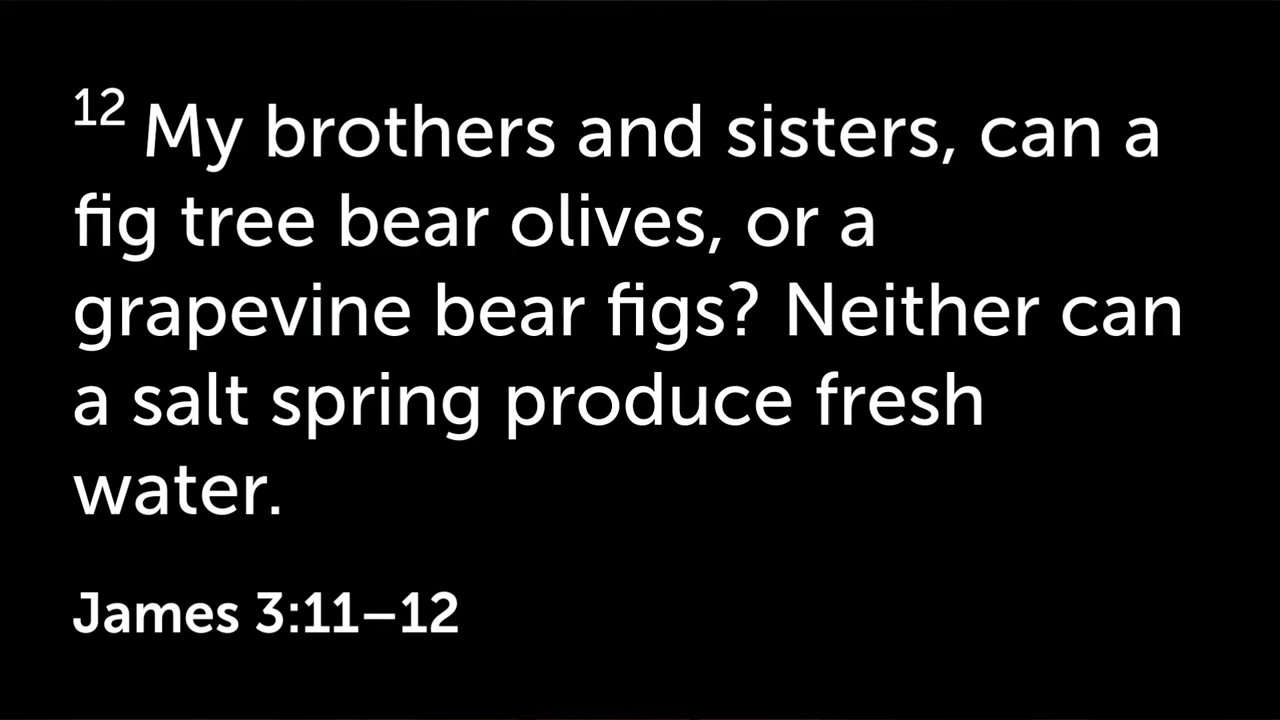 12 My brothers and sisters, can a
fig tree bear olives, or a
grapevine bear figs? Neither can
a salt spring produce fresh
water.
James 3:11–12